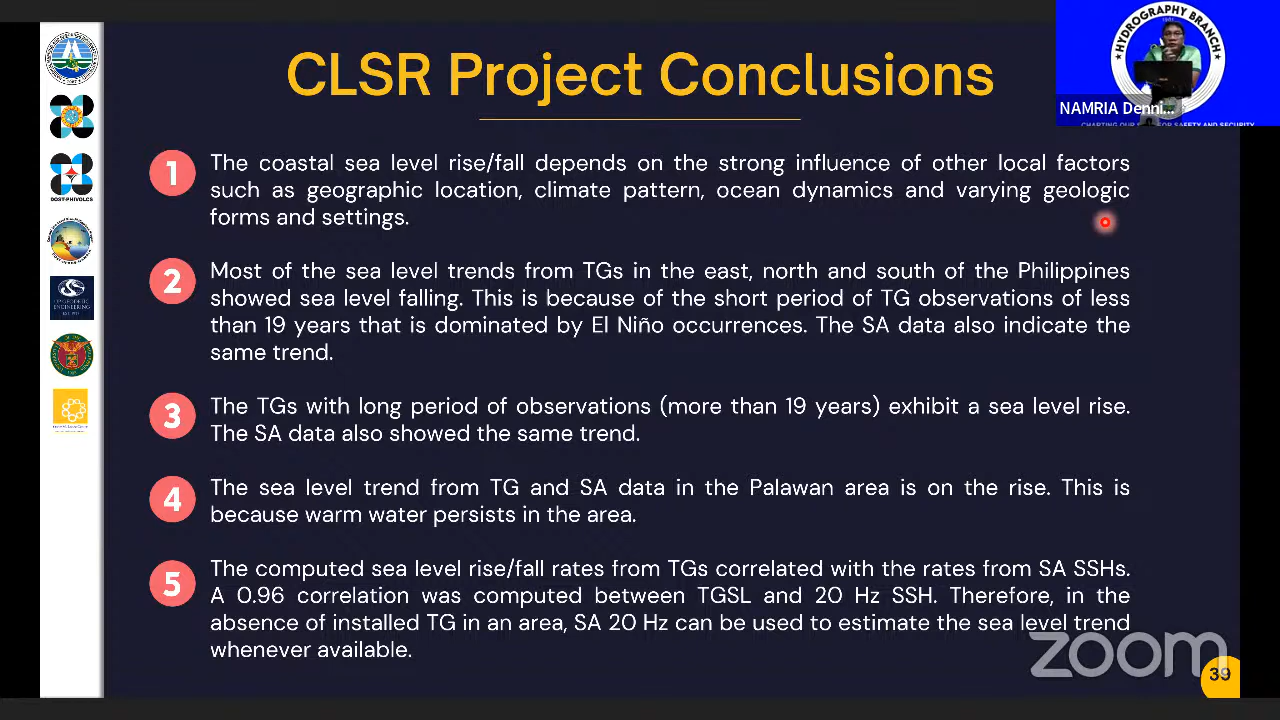 CLSR Project Conclusions
HYDROGRAPHY BRANCH
NAMRIA Denni...
1
The coastal sea level rise/fall depends on the strong influence of other local factors
such as geographic location, climate pattern, ocean dynamics and varying geologic
forms and settings.
2
Most of the sea level trends from TGs in the east, north and south of the Philippines
showed sea level falling. This is because of the short period of TG observations of less
than 19 years that is dominated by El Niño occurrences. The SA data also indicate the
same trend.
3
The TGs with long period of observations (more than 19 years) exhibit a sea level rise.
The SA data also showed the same trend.
4
The sea level trend from TG and SA data in the Palawan area is on the rise. This is
because warm water persists in the area.
5
The computed sea level rise/fall rates from TGs correlated with the rates from SA SSHs.
A 0.96 correlation was computed between TGSL and 20 Hz SSH. Therefore, in the
absence of installed TG in an area, SA 20 Hz can be used to estimate the sea level trend
whenever available.
DOST-PHIVOLCS
zoom
39